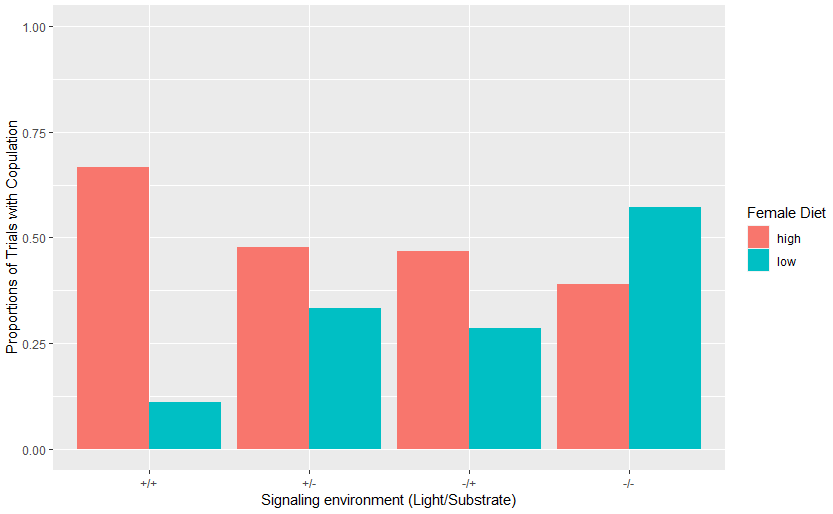 1.00
0.75
0.50
0.25
0.00
Proportions of Trials with Copulation
+/+ +/- -/+ -/-
Signaling environment (Light/Substrate)
Female Diet
high
low